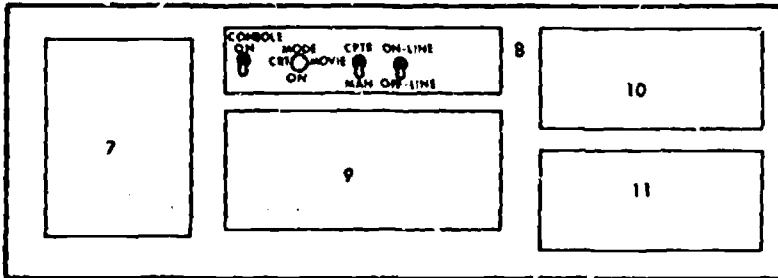 CONSOLE
ON MODE CPTR ON-LINE 8
CRT MOVIE
ON MAN OFF-LINE
10
7 9
11